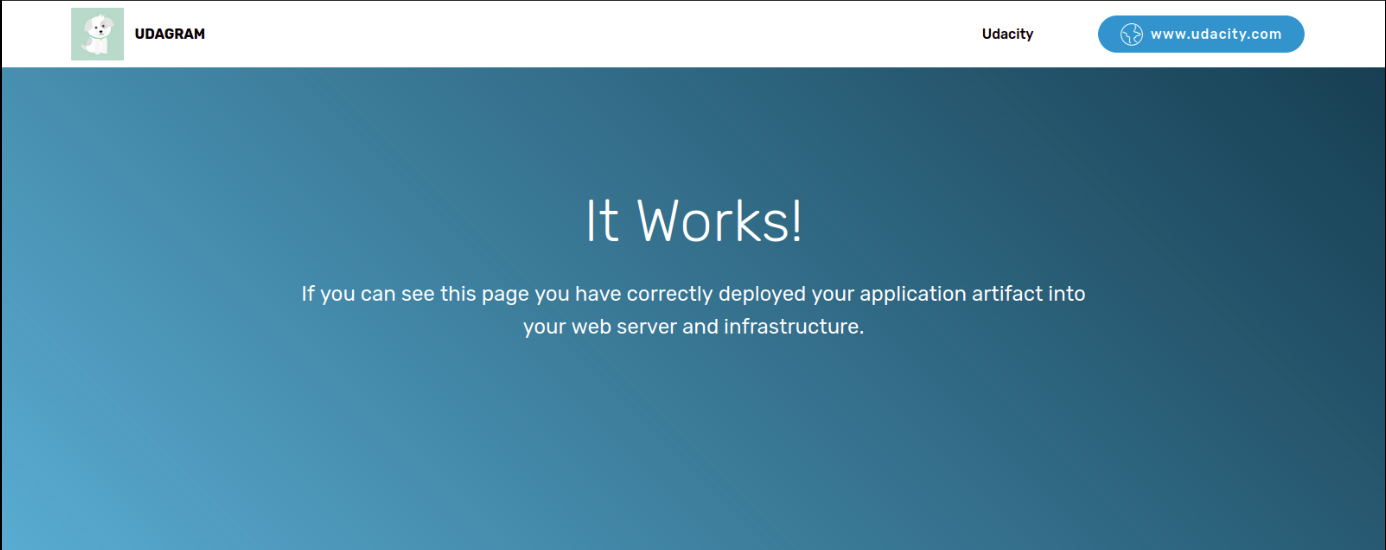 UDAGRAM
Udacity
www.udacity.com
It Works!
If you can see this page you have correctly deployed your application artifact into
your web server and infrastructure.